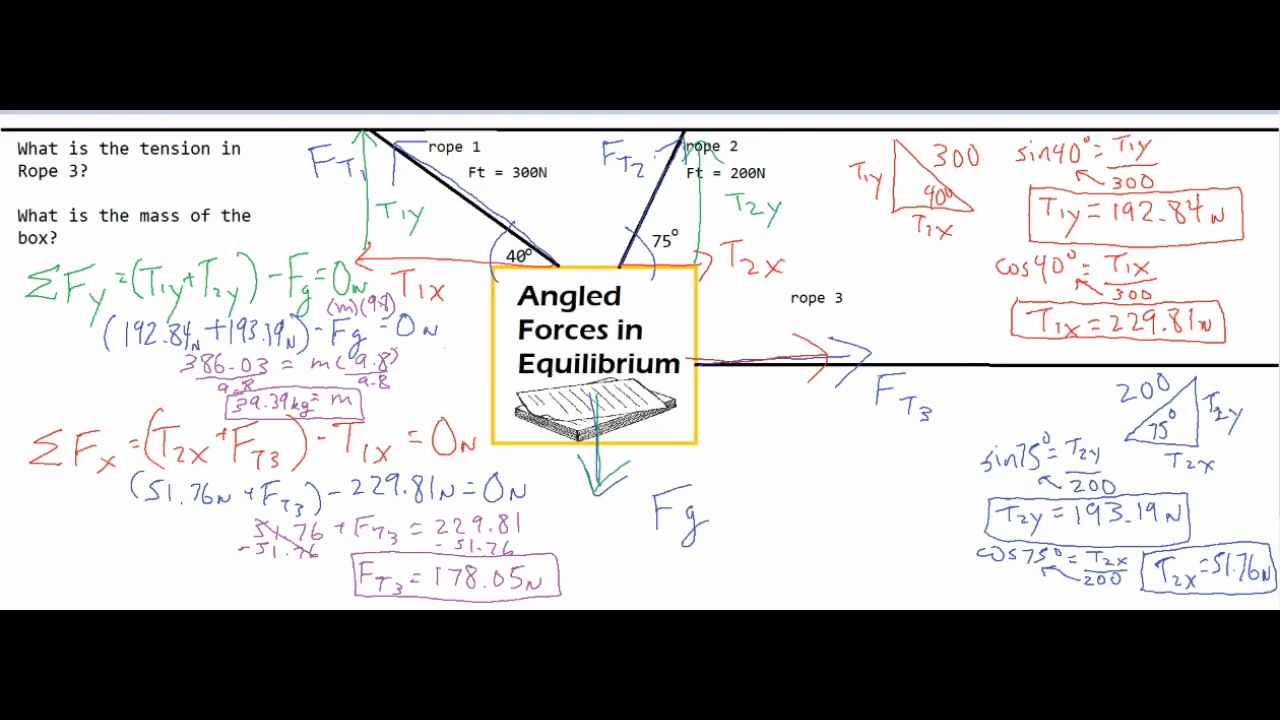 What is the tension in
Rope 3?
What is the mass of the
box?
rope 1
Ft = 300N
rope 2
Ft = 200N
40°
75°
rope 3
Angled
Forces in
Equilibrium
FT1
FT2
T1y
T2y
T1x
T2x
FT3
Fg
ΣFy=(T1y+T2y)-Fg=0N
(m)(9.8)
(192.84N+193.19N)-Fg=0N
386.03=m(9.8)
9.8 9.8
39.39kg=m
ΣFx=(T2x+FT3)-T1x=0N
(51.76N+FT3)-229.81N=0N
51.76+FT3=229.81
-51.76 -51.76
FT3=178.05N
T1y
300
40°
T2x
sin40°=T1y/300
T1y=192.84N
cos40°=T1x/300
T1x=229.81N
200
T2y
75°
T2x
sin75°=T2y/200
T2y=193.19N
cos75°=T2x/200
T2x=51.76N